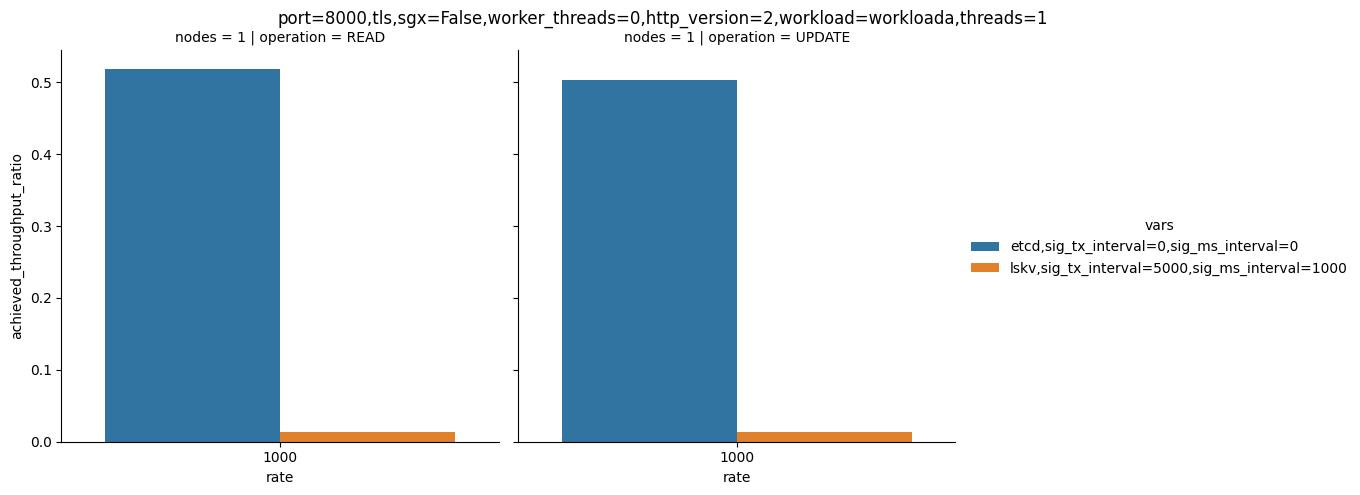 port=8000,tls,sgx=False,worker_threads=0,http_version=2,workload=workloada,threads=1
nodes = 1 | operation = READ
nodes = 1 | operation = UPDATE
achieved_throughput_ratio
0.5
0.4
0.3
0.2
0.1
0.0
1000
1000
rate
rate
vars
etcd,sig_tx_interval=0,sig_ms_interval=0
lskv,sig_tx_interval=5000,sig_ms_interval=1000